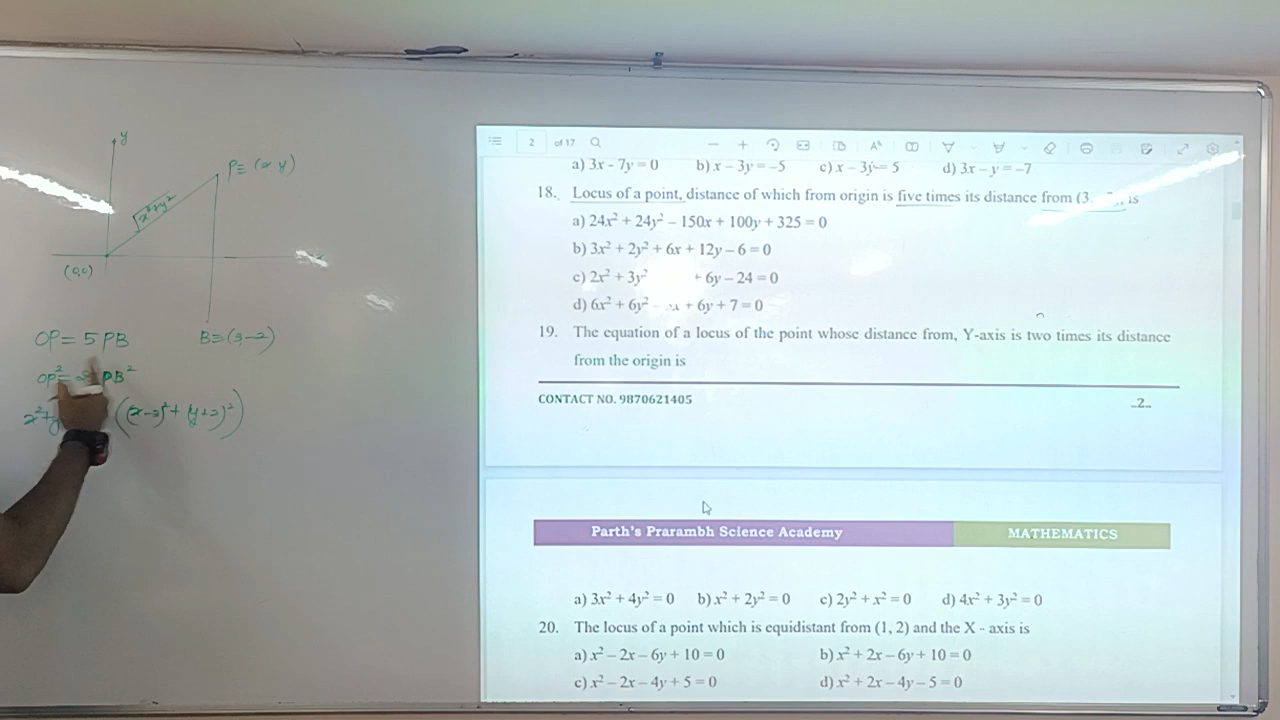 y
P≡ (x y)
√x²+y²
(0,0)
OP = 5 PB
B≡(3,-2)
OP² = PB²
((x-3)²+ (y+2)²)
2 of 17
a) 3x - 7y = 0 b) x – 3y = –5 c) x – 3y = 5 d) 3x – y = –7
18. Locus of a point, distance of which from origin is five times its distance from (3, is
a) 24x² + 24y² – 150x + 100y + 325 = 0
b) 3x² + 2y² + 6x + 12y – 6 = 0
c) 2x² + 3y² + 6y – 24 = 0
d) 6x² + 6y² – + 6y + 7 = 0
19. The equation of a locus of the point whose distance from, Y-axis is two times its distance
from the origin is
CONTACT NO. 9870621405
..2..
Parth's Prarambh Science Academy MATHEMATICS
a) 3x² + 4y² = 0 b) x² + 2y² = 0 c) 2y² + x² = 0 d) 4x² + 3y² = 0
20. The locus of a point which is equidistant from (1, 2) and the X - axis is
a) x² – 2x – 6y + 10 = 0 b) x² + 2x – 6y + 10 = 0
c) x² – 2x – 4y + 5 = 0 d) x² + 2x – 4y – 5 = 0